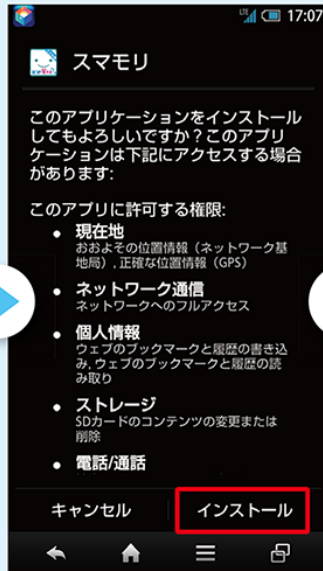 LTE 17:07
スマモリ
このアプリケーションをインストール
してもよろしいですか？このアプリ
ケーションは下記にアクセスする場合
があります:
このアプリに許可する権限:
• 現在地
おおよその位置情報（ネットワーク基
地局）, 正確な位置情報（GPS）
• ネットワーク通信
ネットワークへのフルアクセス
• 個人情報
ウェブのブックマークと履歴の書き込
み, ウェブのブックマークと履歴の読
み取り
• ストレージ
SDカードのコンテンツの変更または
削除
• 電話/通話
キャンセル インストール